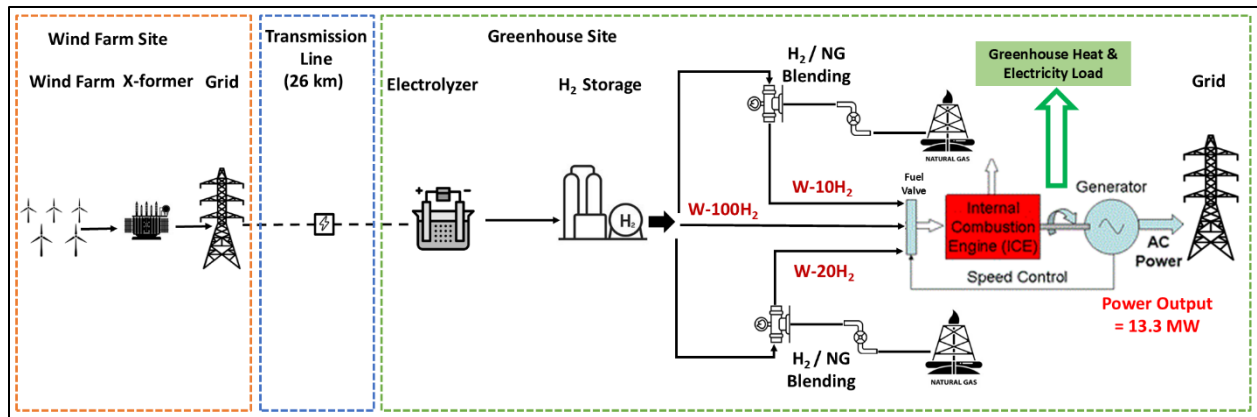 Wind Farm Site
Wind Farm X-former Grid
Transmission
Line
(26 km)
Greenhouse Site
Electrolyzer
H₂ Storage
H₂
H₂ / NG
Blending
NATURAL GAS
Greenhouse Heat &
Electricity Load
Grid
W-10H₂
W-100H₂
W-20H₂
Fuel
Valve
Internal
Combustion
Engine (ICE)
Generator
AC
Power
Speed Control
Power Output
= 13.3 MW
H₂ / NG
Blending
NATURAL GAS